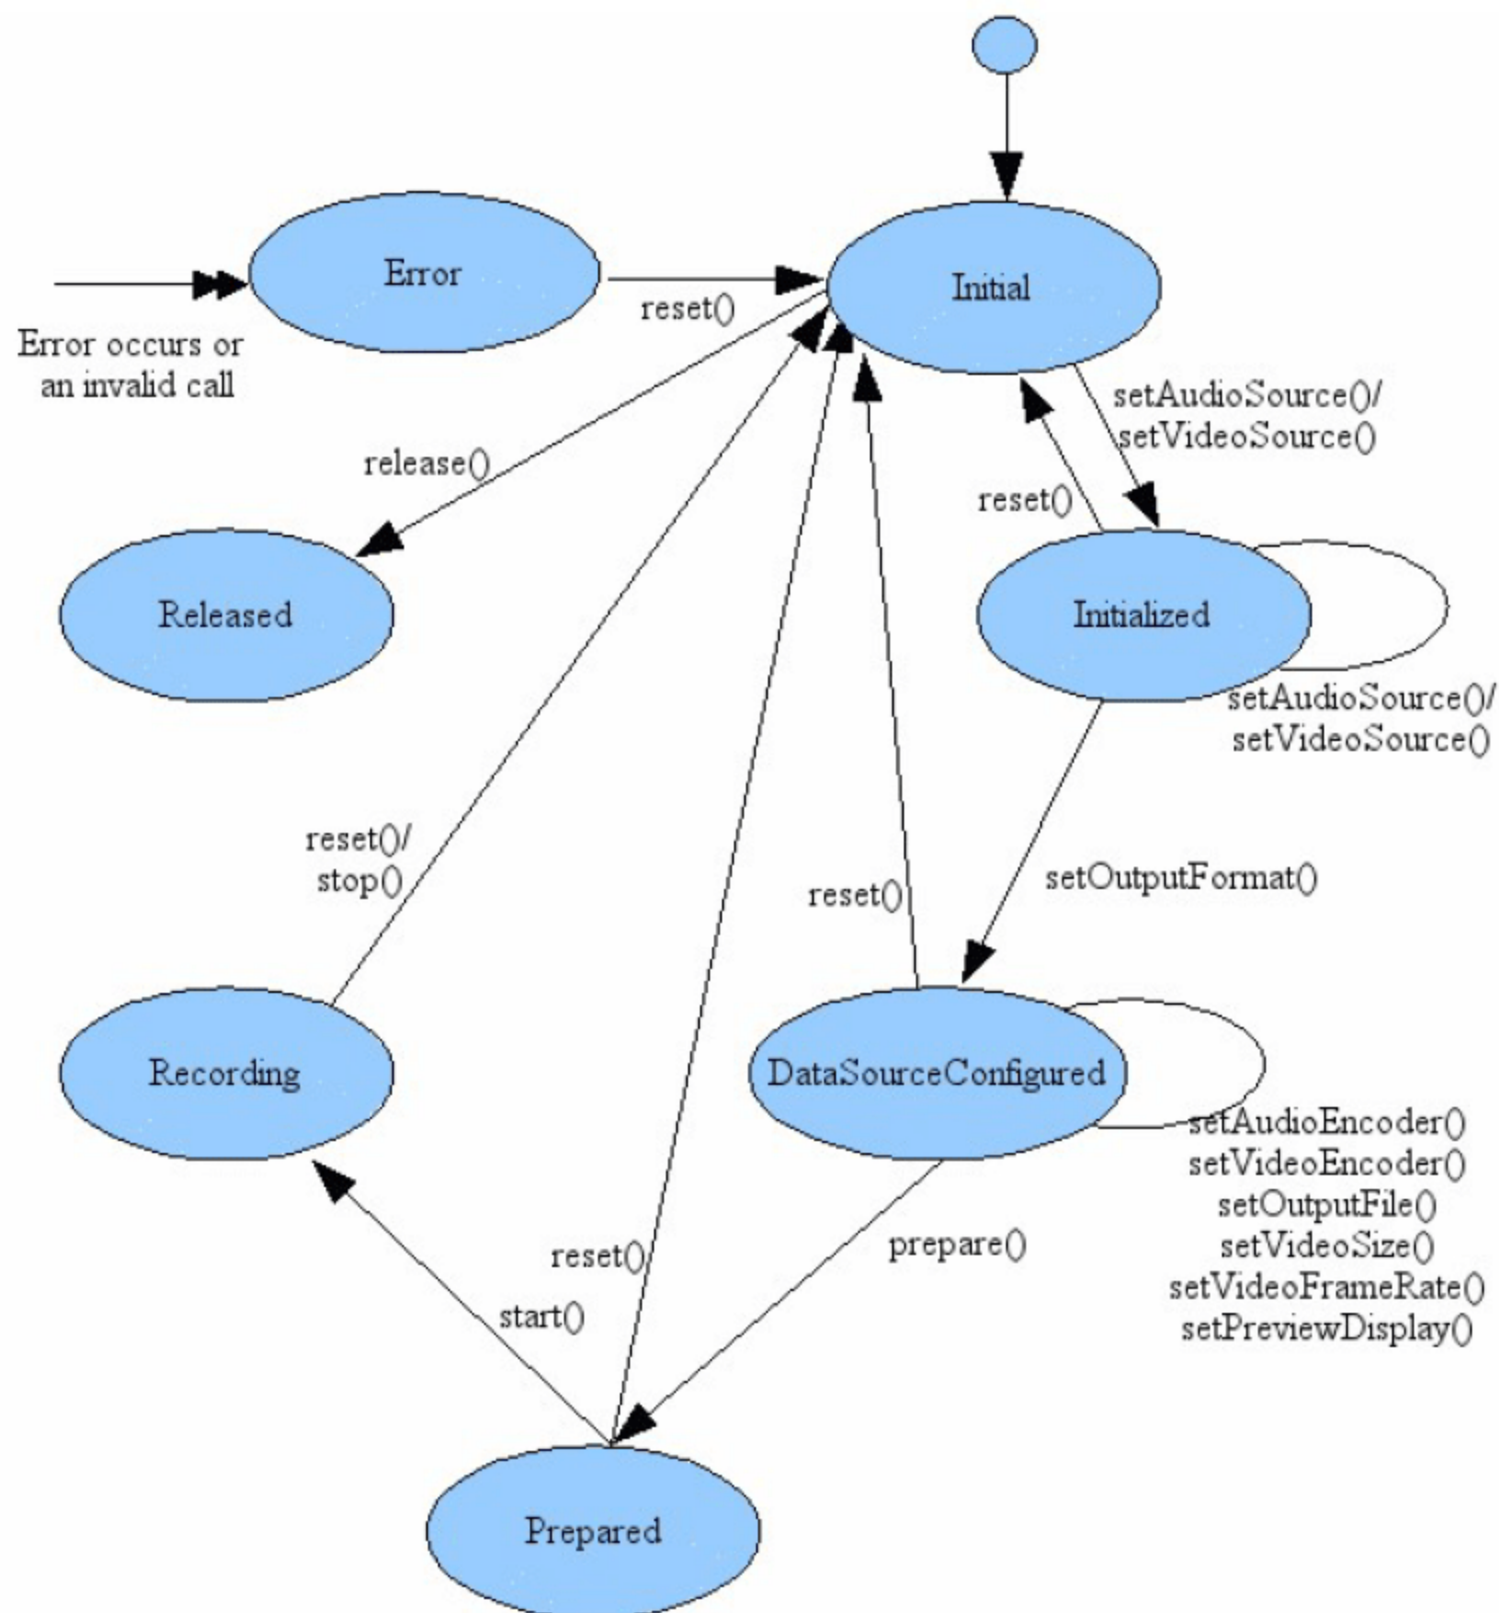 Error
Initial
reset()
Error occurs or
an invalid call
setAudioSource()/
setVideoSource()
release()
reset()
Released
Initialized
setAudioSource()/
setVideoSource()
reset()/
stop()
reset()
setOutputFormat()
Recording
DataSourceConfigured
setAudioEncoder()
setVideoEncoder()
setOutputFile()
setVideoSize()
setVideoFrameRate()
setPreviewDisplay()
prepare()
reset()
start()
Prepared